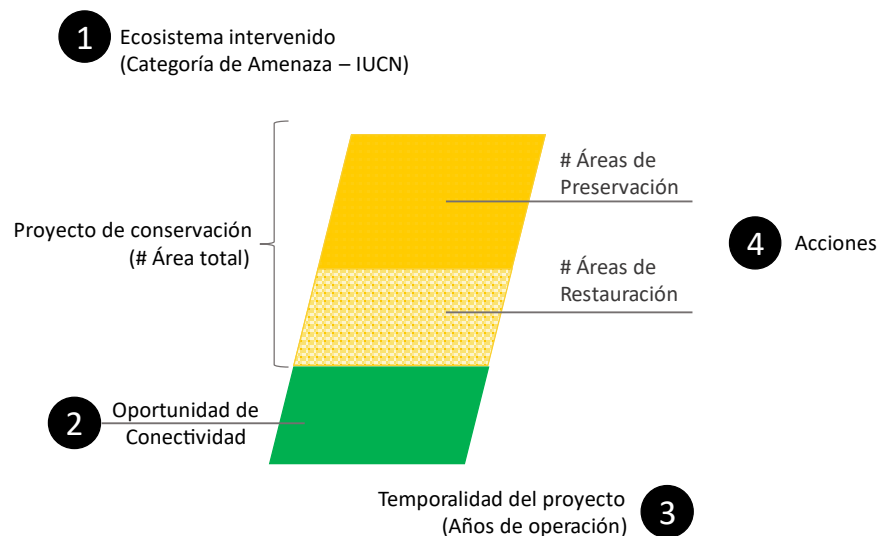 1
Ecosistema intervenido
(Categoría de Amenaza – IUCN)
# Áreas de
Preservación
Proyecto de conservación
(# Área total)
4
Acciones
# Áreas de
Restauración
2
Oportunidad de
Conectividad
Temporalidad del proyecto
(Años de operación)
3